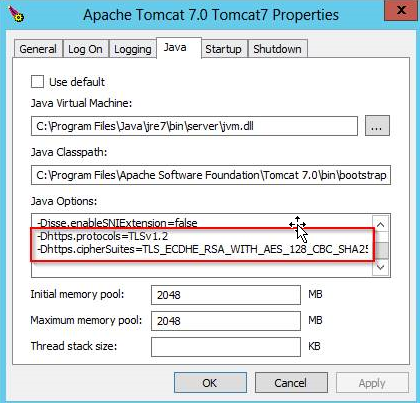 Apache Tomcat 7.0 Tomcat7 Properties
x
General Log On Logging Java Startup Shutdown
Use default
Java Virtual Machine:
C:\Program Files\Java\jre7\bin\server\jvm.dll
...
Java Classpath:
C:\Program Files\Apache Software Foundation\Tomcat 7.0\bin\bootstrap
Java Options:
-Djsse.enableSNIExtension=false
-Dhttps.protocols=TLSv1.2
-Dhttps.cipherSuites=TLS_ECDHE_RSA_WITH_AES_128_CBC_SHA25
Initial memory pool: 2048 MB
Maximum memory pool: 2048 MB
Thread stack size: KB
OK Cancel Apply